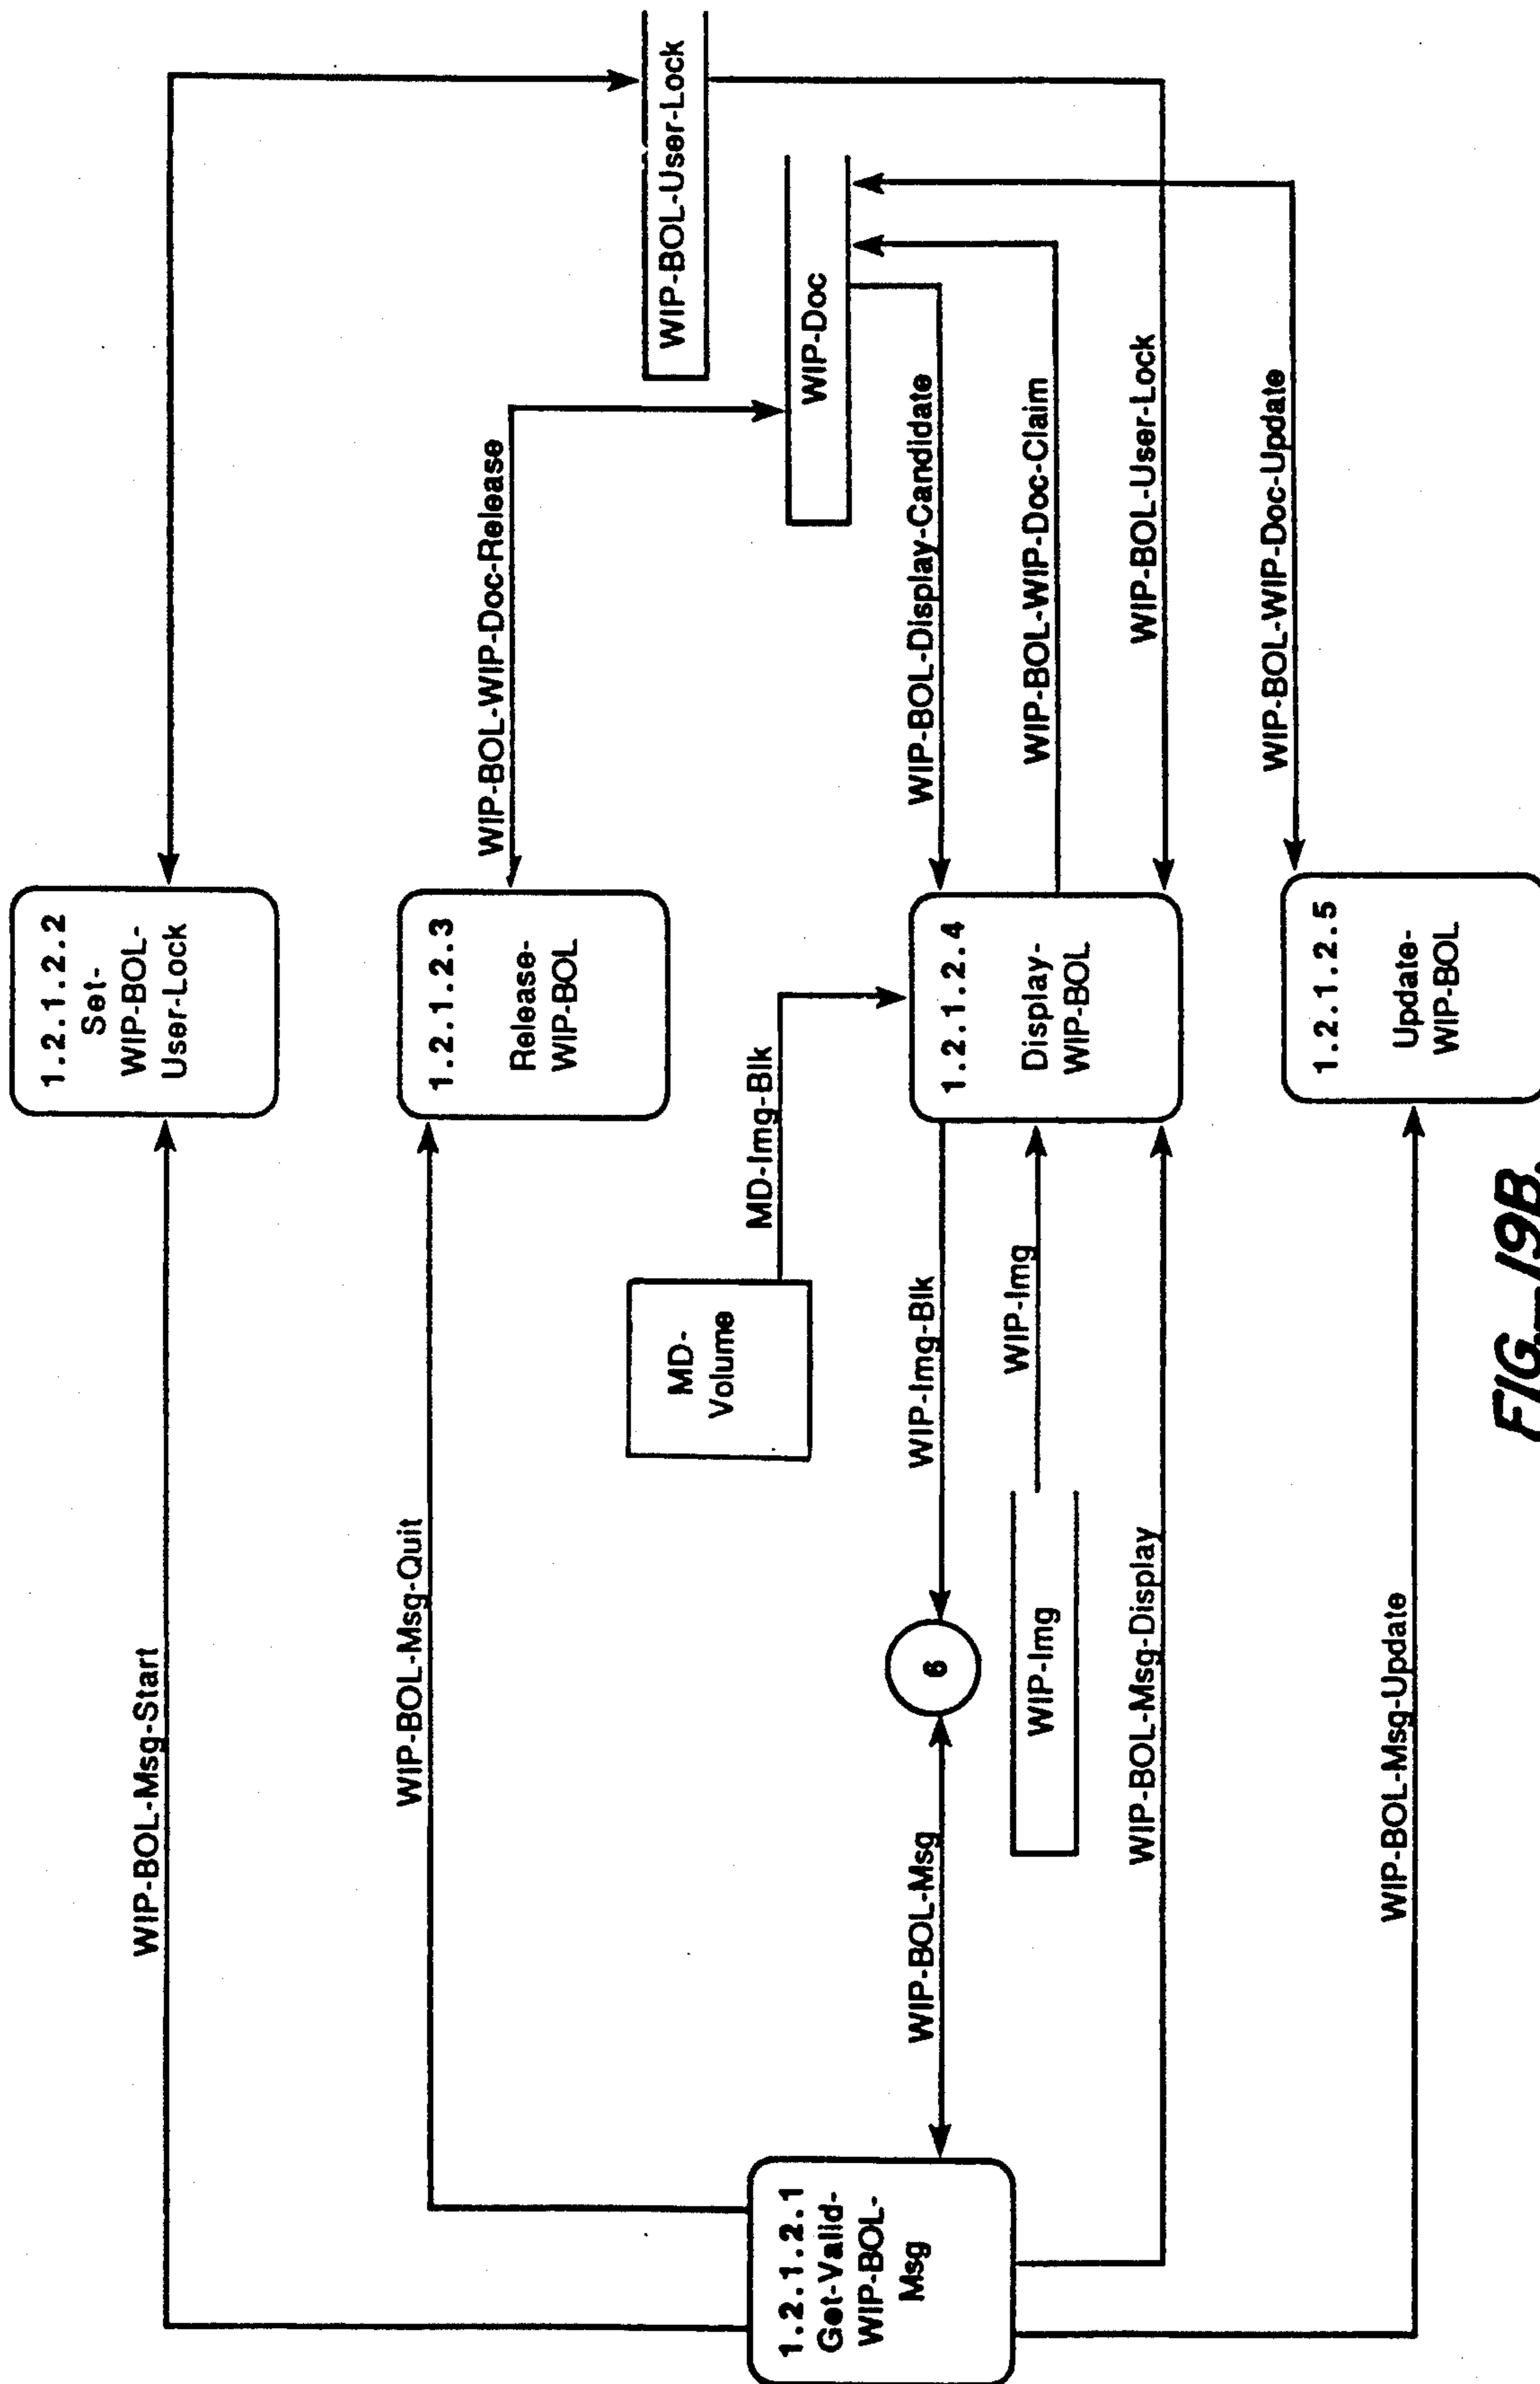 WIP-BOL-Msg-Start
1.2.1.2.2
Set-
WIP-BOL-
User-Lock
WIP-BOL-Msg-Quit
1.2.1.2.3
Release-
WIP-BOL
WIP-BOL-WIP-Doc-Release
WIP-BOL-User-Lock
MD-
Volume
MD-Img-Blk
WIP-Doc
1.2.1.2.1
Get-Valid-
WIP-BOL-
Msg
WIP-BOL-Msg
6
WIP-Img-Blk
1.2.1.2.4
Display-
WIP-BOL
WIP-BOL-Display-Candidate
WIP-Img
WIP-Img
WIP-BOL-WIP-Doc-Claim
WIP-BOL-Msg-Display
WIP-BOL-User-Lock
WIP-BOL-Msg-Update
1.2.1.2.5
Update-
WIP-BOL
WIP-BOL-WIP-Doc-Update
FIG.-19B.